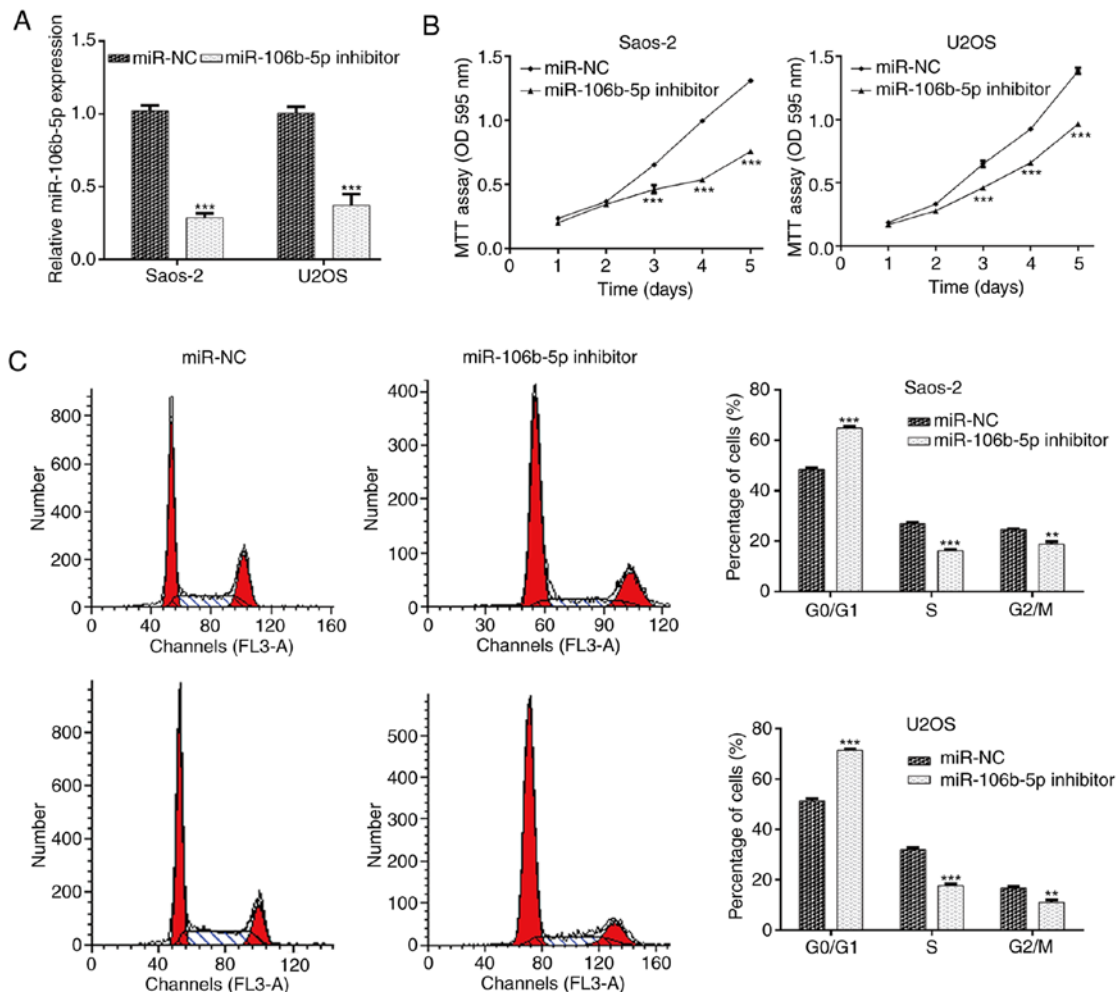 A
Relative miR-106b-5p expression
1.5
1.0
0.5
0.0
miR-NC miR-106b-5p inhibitor
***
***
Saos-2 U2OS
B
Saos-2
MTT assay (OD 595 nm)
1.5
1.0
0.5
0.0
miR-NC
miR-106b-5p inhibitor
***
***
***
0 1 2 3 4 5
Time (days)
U2OS
MTT assay (OD 595 nm)
1.5
1.0
0.5
0.0
miR-NC
miR-106b-5p inhibitor
***
***
***
0 1 2 3 4 5
Time (days)
C
miR-NC
Number
800
600
400
200
0
0 40 80 120 160
Channels (FL3-A)
miR-106b-5p inhibitor
Number
400
300
200
100
0
0 30 60 90 120
Channels (FL3-A)
Percentage of cells (%)
80
60
40
20
0
Saos-2
miR-NC
miR-106b-5p inhibitor
***
***
**
G0/G1 S G2/M
Number
800
600
400
200
0
0 40 80 120
Channels (FL3-A)
Number
500
400
300
200
100
0
0 40 80 120 160
Channels (FL3-A)
Percentage of cells (%)
80
60
40
20
0
U2OS
miR-NC
miR-106b-5p inhibitor
***
***
**
G0/G1 S G2/M